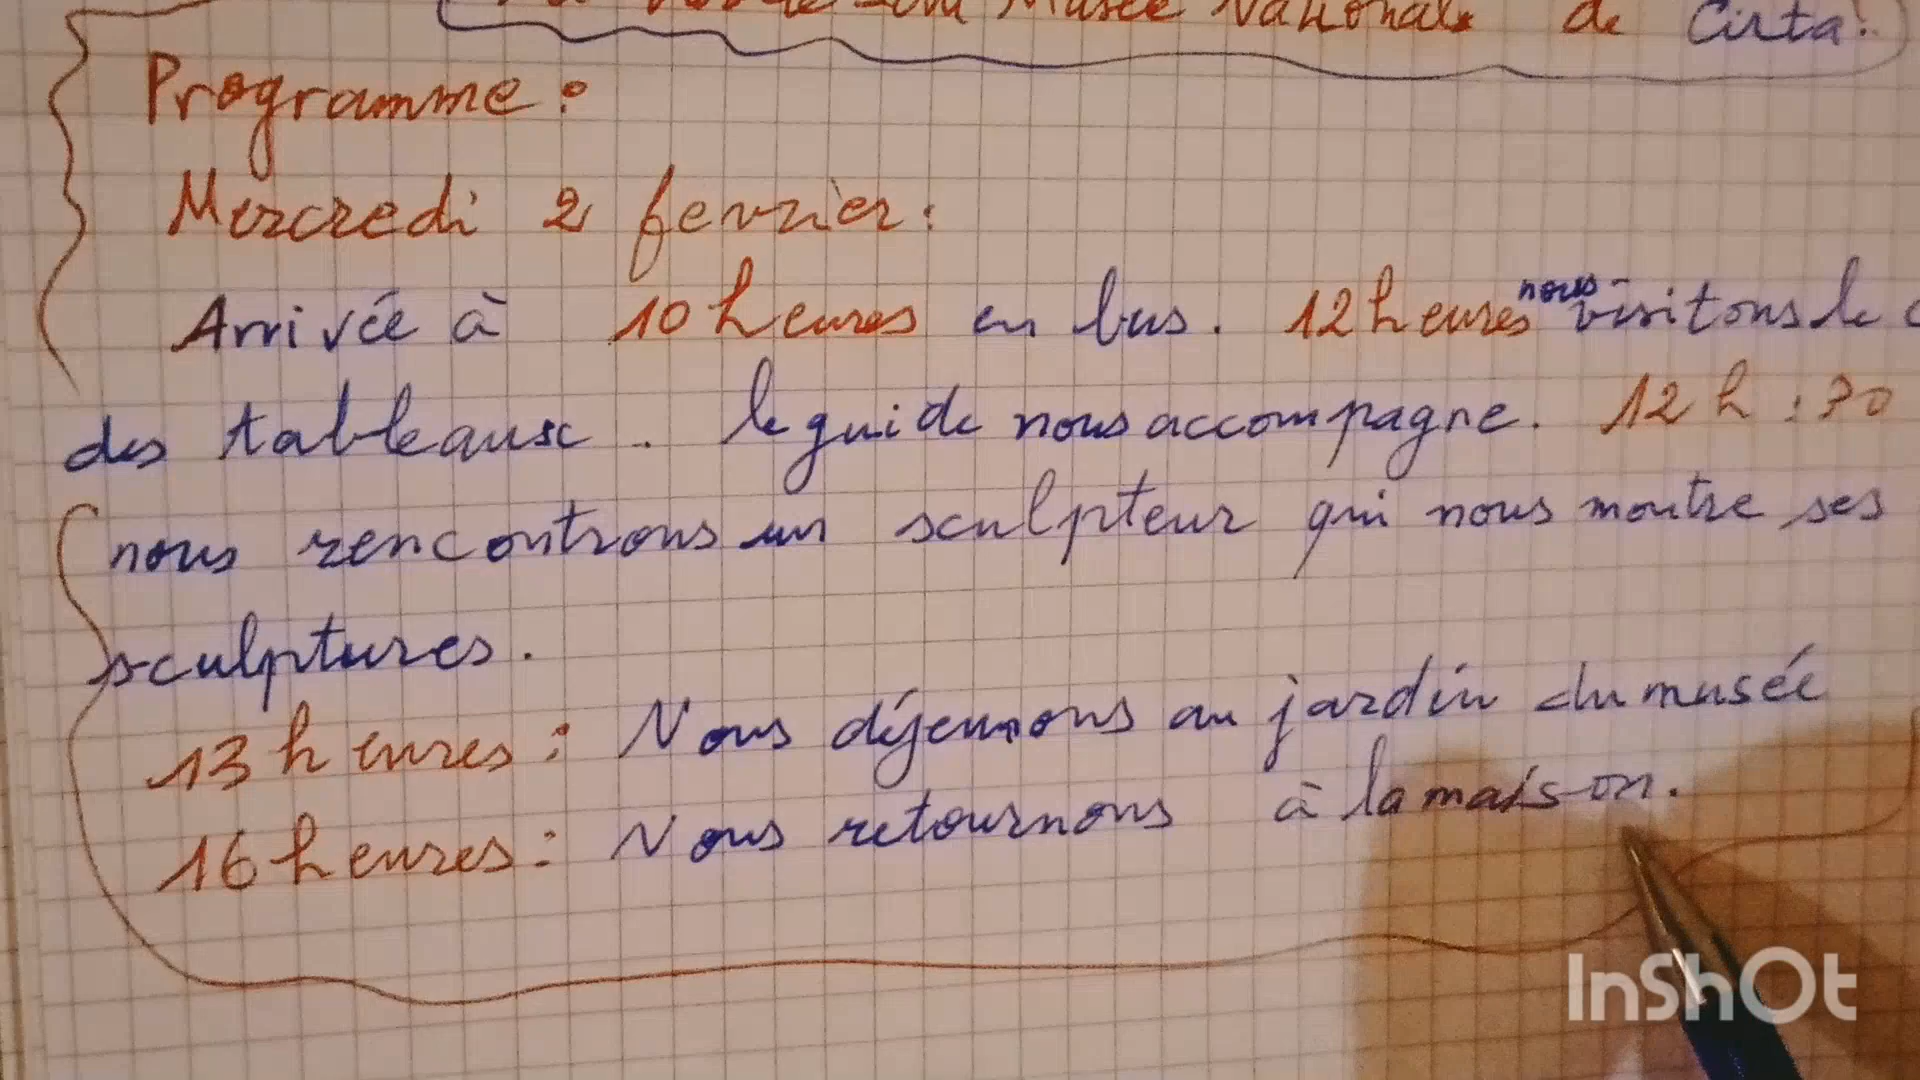 Musée National de Cirta.
Programme :
Mercredi 2 fevrier :
Arrivée à 10 heures en bus. 12 heures nous visitons le
des tableaux. le guide nous accompagne. 12 h : 30
nous rencontrons un sculpteur qui nous montre ses
sculptures.
13 heures : Nous déjeunons au jardin du musée
16 heures : Nous retournons à la maison.
InShOt